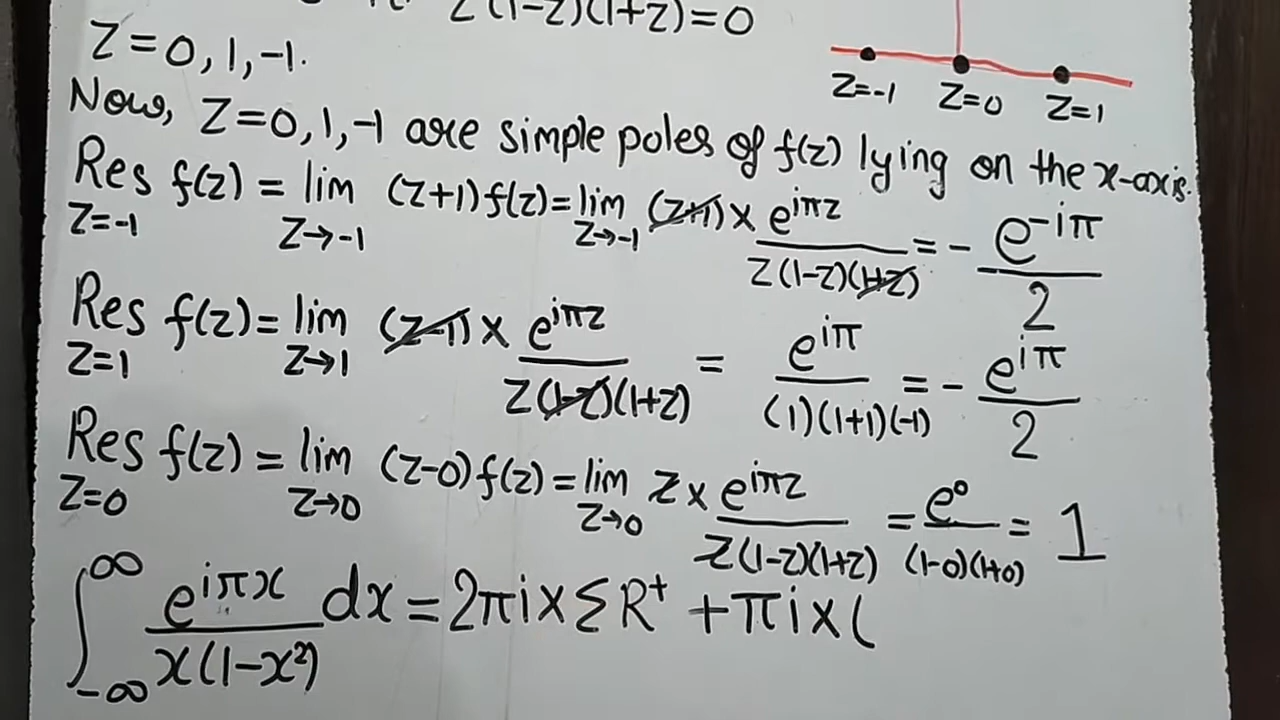 Z(1-Z)(1+Z)=0
Z=0,1,-1.
Z=-1 Z=0 Z=1
Now, Z=0,1,-1 are simple poles of f(z) lying on the x-axis.
Res f(z) = lim (Z+1)f(z) = lim (Z+1) × e^{iπz} / Z(1-Z)(1+Z) = - e^{-iπ} / 2
Z=-1 Z→-1 Z→-1
Res f(z) = lim (Z-1) × e^{iπz} / Z(1-Z)(1+Z) = e^{iπ} / (1)(1+1)(-1) = - e^{iπ} / 2
Z=1 Z→1
Res f(z) = lim (Z-0)f(z) = lim Z × e^{iπz} / Z(1-Z)(1+Z) = e^0 / (1-0)(1+0) = 1
Z=0 Z→0 Z→0
∫_{-∞}^{∞} e^{iπx} / x(1-x²) dx = 2πi × ΣR⁺ + πi × (